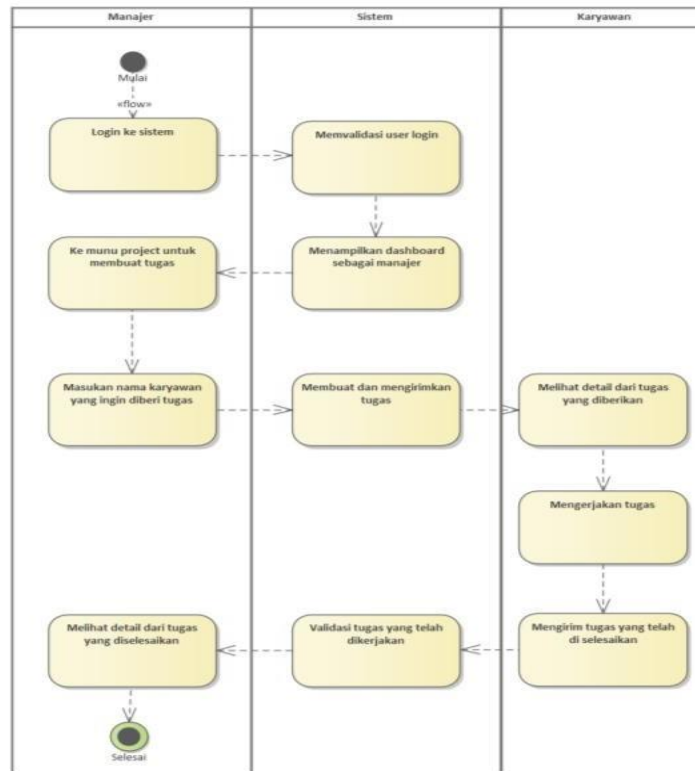 Manajer
Sistem
Karyawan
Mulai
«flow»
Login ke sistem
Memvalidasi user login
Ke munu project untuk
membuat tugas
Menampilkan dashboard
sebagai manajer
Masukan nama karyawan
yang ingin diberi tugas
Membuat dan mengirimkan
tugas
Melihat detail dari tugas
yang diberikan
Mengerjakan tugas
Melihat detail dari tugas
yang diselesaikan
Validasi tugas yang telah
dikerjakan
Mengirim tugas yang telah
di selesaikan
Selesai